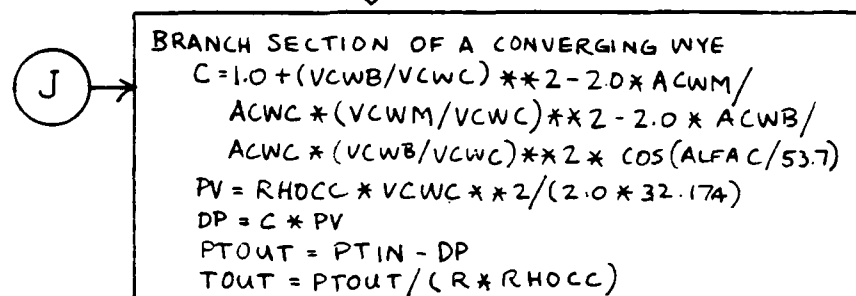 BRANCH SECTION OF A CONVERGING WYE
J
C=1.0+(VCWB/VCWC)**2-2.0*ACWM/
ACWC*(VCWM/VCWC)**2-2.0*ACWB/
ACWC*(VCWB/VCWC)**2*COS(ALFAC/53.7)
PV=RHOCC*VCWC**2/(2.0*32.174)
DP=C*PV
PTOUT=PTIN-DP
TOUT=PTOUT/(R*RHOCC)